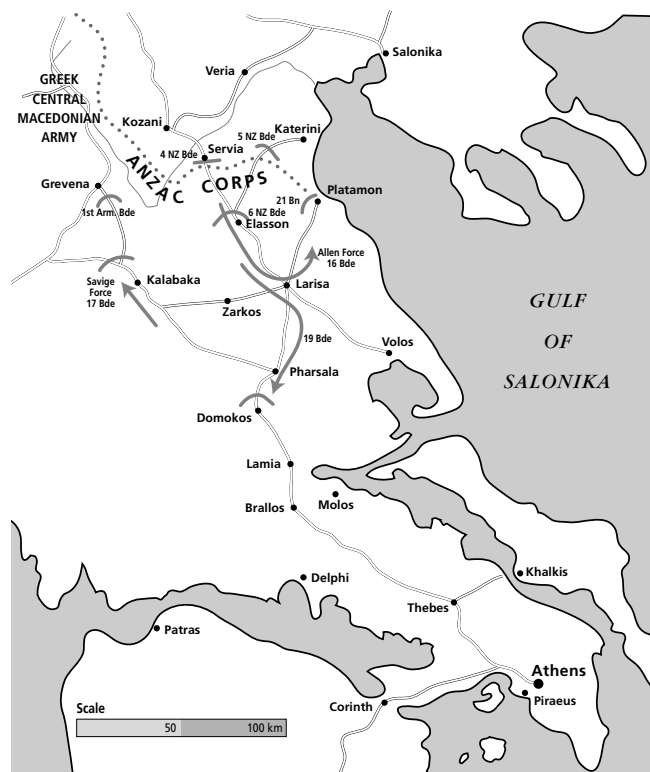 Salonika
Veria
GREEK
CENTRAL
MACEDONIAN
ARMY
Kozani
5 NZ Bde
Katerini
4 NZ Bde
Servia
ANZAC CORPS
Grevena
Platamon
21 Bn
1st Arm. Bde
6 NZ Bde
Elasson
Allen Force
16 Bde
Savige
Force
17 Bde
Kalabaka
Larisa
Zarkos
GULF
OF
SALONIKA
19 Bde
Volos
Pharsala
Domokos
Lamia
Molos
Brallos
Delphi
Khalkis
Thebes
Patras
Athens
Piraeus
Corinth
Scale
50
100 km